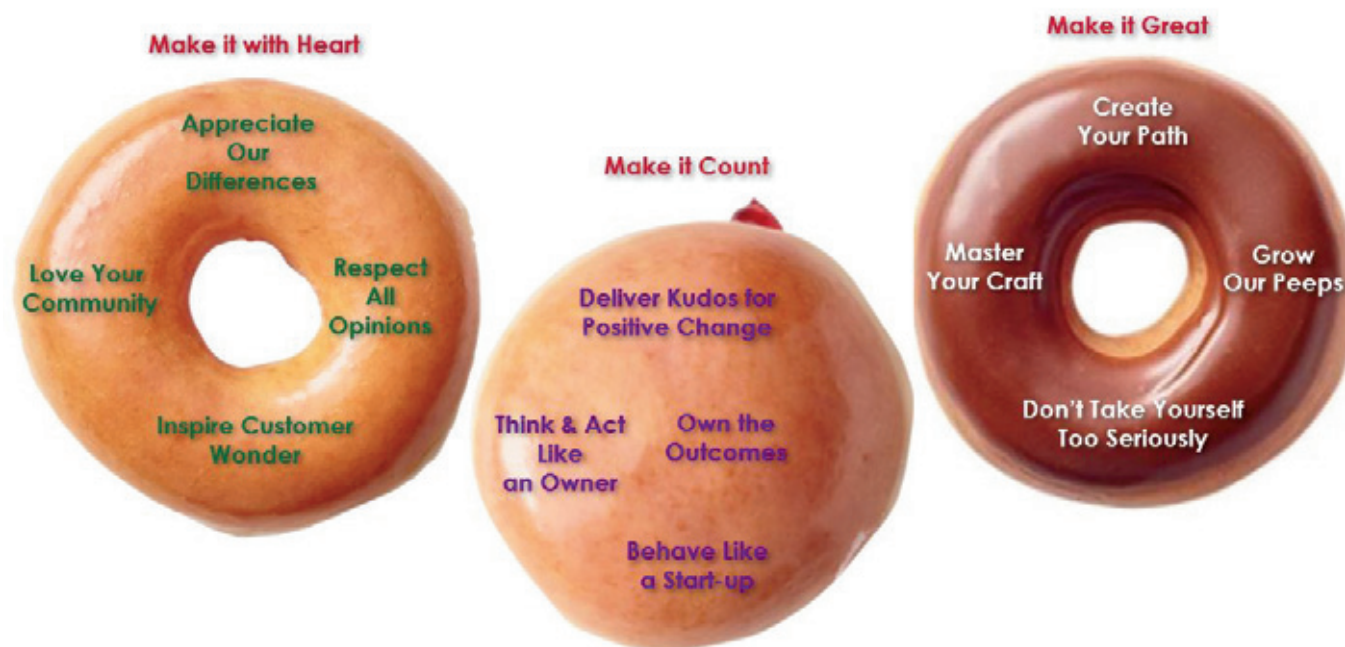 Make it with Heart
Appreciate
Our
Differences
Love Your
Community
Respect
All
Opinions
Inspire Customer
Wonder
Make it Count
Deliver Kudos for
Positive Change
Think & Act
Like
an Owner
Own the
Outcomes
Behave Like
a Start-up
Make it Great
Create
Your Path
Master
Your Craft
Grow
Our Peeps
Don't Take Yourself
Too Seriously